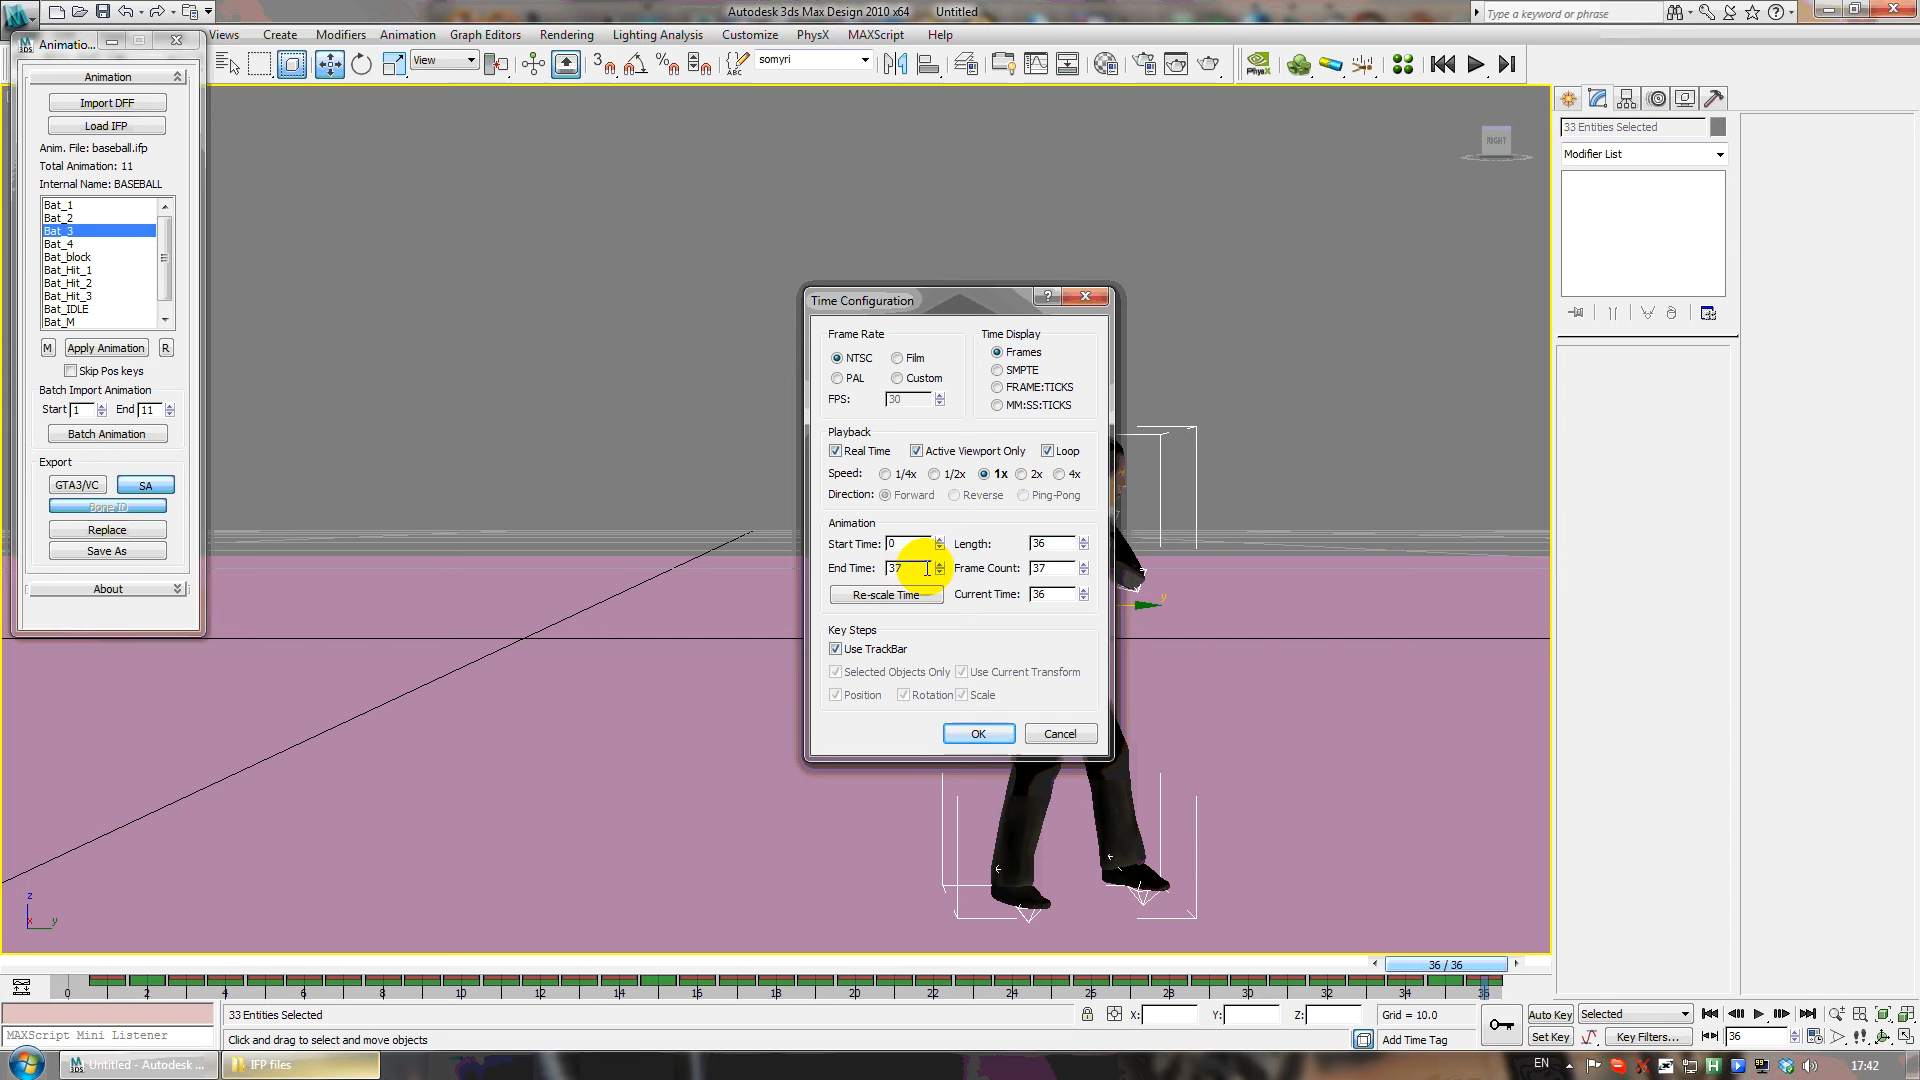 Autodesk 3ds Max Design 2010 x64 Untitled
Type a keyword or phrase
Views Create Modifiers Animation Graph Editors Rendering Lighting Analysis Customize PhysX MAXScript Help
Animatio...
View
somyri
PhysX
Animation
Import DFF
Load IFP
Anim. File: baseball.ifp
Total Animation: 11
Internal Name: BASEBALL
Bat_1
Bat_2
Bat_3
Bat_4
Bat_block
Bat_Hit_1
Bat_Hit_2
Bat_Hit_3
Bat_IDLE
Bat_M
M Apply Animation R
Skip Pos keys
Batch Import Animation
Start 1 End 11
Batch Animation
Export
GTA3/VC SA
Bone ID
Replace
Save As
About
RIGHT
33 Entities Selected
Modifier List
Time Configuration
Frame Rate
NTSC Film
PAL Custom
FPS: 30
Time Display
Frames
SMPTE
FRAME:TICKS
MM:SS:TICKS
Playback
Real Time Active Viewport Only Loop
Speed: 1/4x 1/2x 1x 2x 4x
Direction: Forward Reverse Ping-Pong
Animation
Start Time: 0 Length: 36
End Time: 37 Frame Count: 37
Re-scale Time Current Time: 36
Key Steps
Use TrackBar
Selected Objects Only Use Current Transform
Position Rotation Scale
OK Cancel
y
z
x y
36 / 36
0 2 4 6 8 10 12 14 16 18 20 22 24 26 28 30 32 34 36
33 Entities Selected X: Y: Z: Grid = 10.0 Auto Key Selected
MAXScript Mini Listener Click and drag to select and move objects Add Time Tag Set Key Key Filters... 36
Untitled - Autodesk ... IFP files EN 17:42